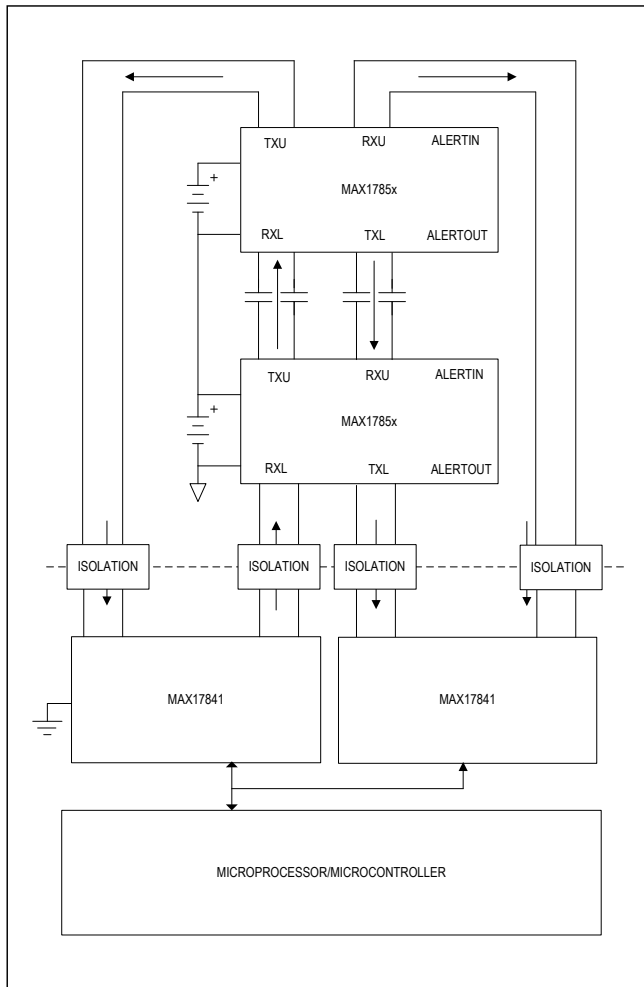 TXU RXU ALERTIN
+
MAX1785x
RXL TXL ALERTOUT
TXU RXU ALERTIN
+
MAX1785x
RXL TXL ALERTOUT
ISOLATION ISOLATION ISOLATION ISOLATION
MAX17841 MAX17841
MICROPROCESSOR/MICROCONTROLLER